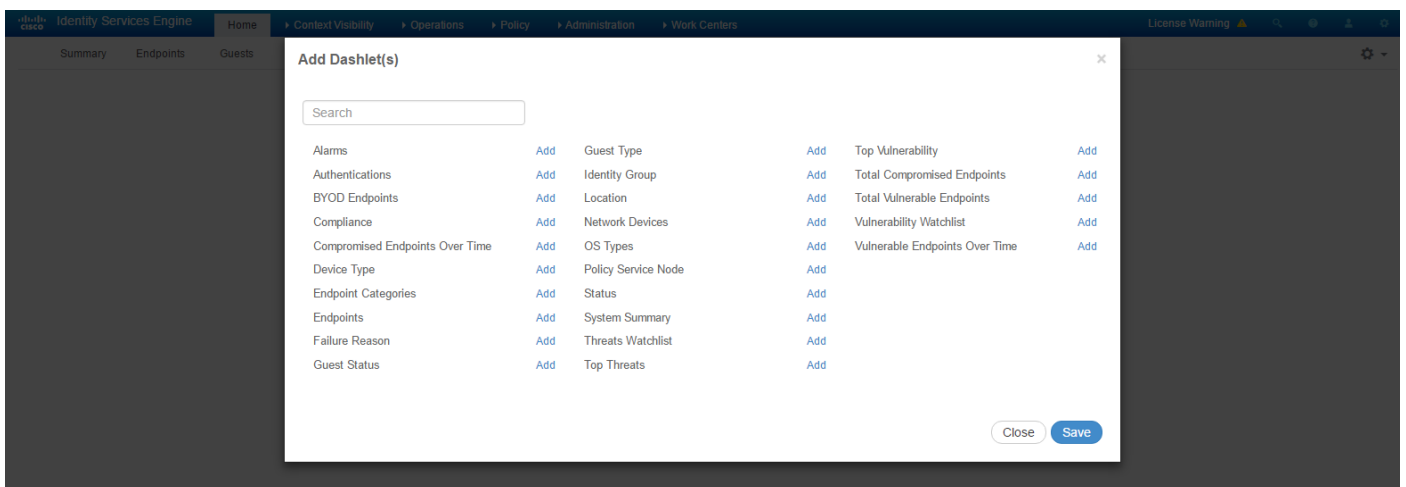 cisco Identity Services Engine Home Context Visibility Operations Policy Administration Work Centers License Warning
Summary Endpoints Guests
Add Dashlet(s) ×
Search
Alarms Add Guest Type Add Top Vulnerability Add
Authentications Add Identity Group Add Total Compromised Endpoints Add
BYOD Endpoints Add Location Add Total Vulnerable Endpoints Add
Compliance Add Network Devices Add Vulnerability Watchlist Add
Compromised Endpoints Over Time Add OS Types Add Vulnerable Endpoints Over Time Add
Device Type Add Policy Service Node Add
Endpoint Categories Add Status Add
Endpoints Add System Summary Add
Failure Reason Add Threats Watchlist Add
Guest Status Add Top Threats Add
Close Save